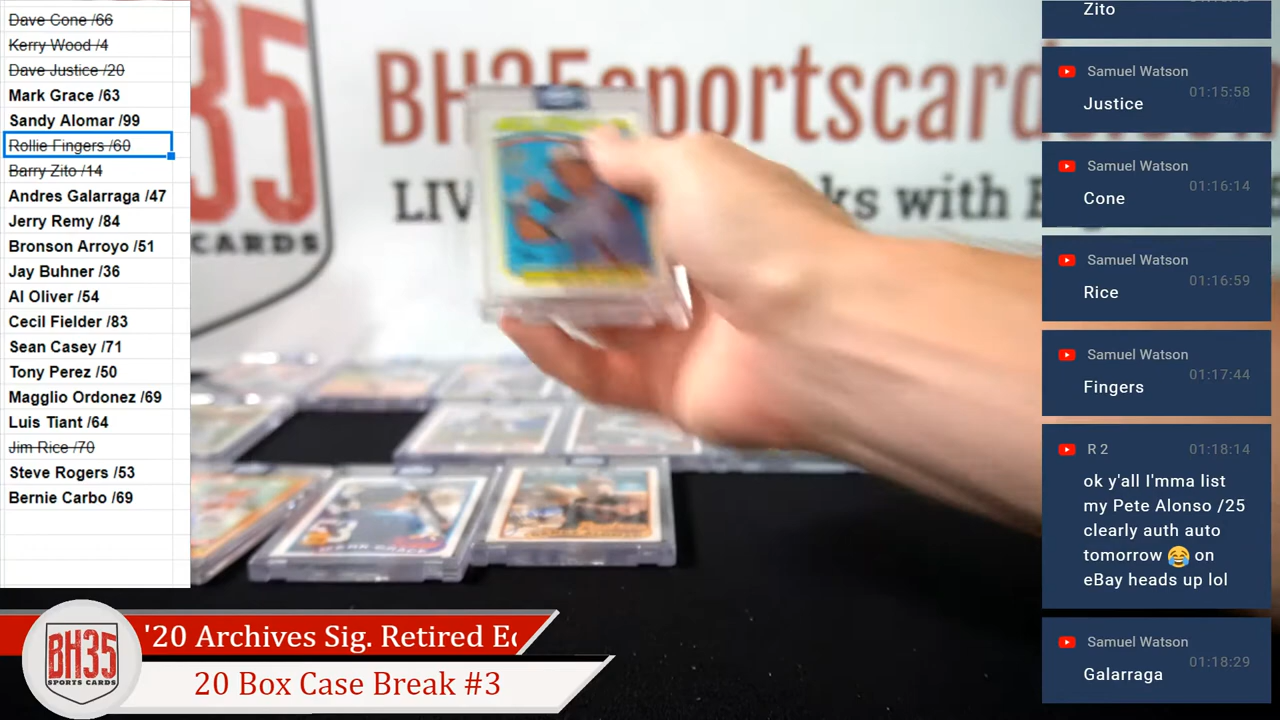 Dave Cone /66
Kerry Wood /4
Dave Justice /20
Mark Grace /63
Sandy Alomar /99
Rollie Fingers /60
Barry Zito /14
Andres Galarraga /47
Jerry Remy /84
Bronson Arroyo /51
Jay Buhner /36
Al Oliver /54
Cecil Fielder /83
Sean Casey /71
Tony Perez /50
Magglio Ordonez /69
Luis Tiant /64
Jim Rice /70
Steve Rogers /53
Bernie Carbo /69
35
CARDS
BH35sportscards
LIV
ks with
MARK GRACE
Zito
Samuel Watson
01:15:58
Justice
Samuel Watson
01:16:14
Cone
Samuel Watson
01:16:59
Rice
Samuel Watson
01:17:44
Fingers
R 2
01:18:14
ok y'all I'mma list
my Pete Alonso /25
clearly auth auto
tomorrow 😂 on
eBay heads up lol
Samuel Watson
01:18:29
Galarraga
BH35
SPORTS CARDS
'20 Archives Sig. Retired Ed
20 Box Case Break #3